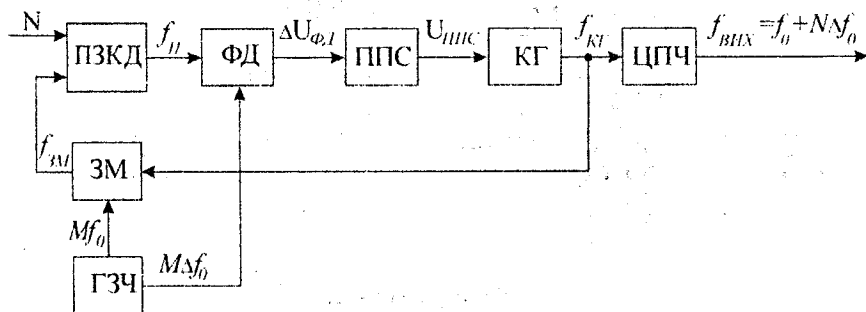 N
ПЗКД
f_П
ФД
ΔU_ФД
ППС
U_ППС
КГ
f_КГ
ЦПЧ
f_ВИХ = f_0 + NΔf_0
f_ЗМ
ЗМ
Mf_0
ГЗЧ
MΔf_0